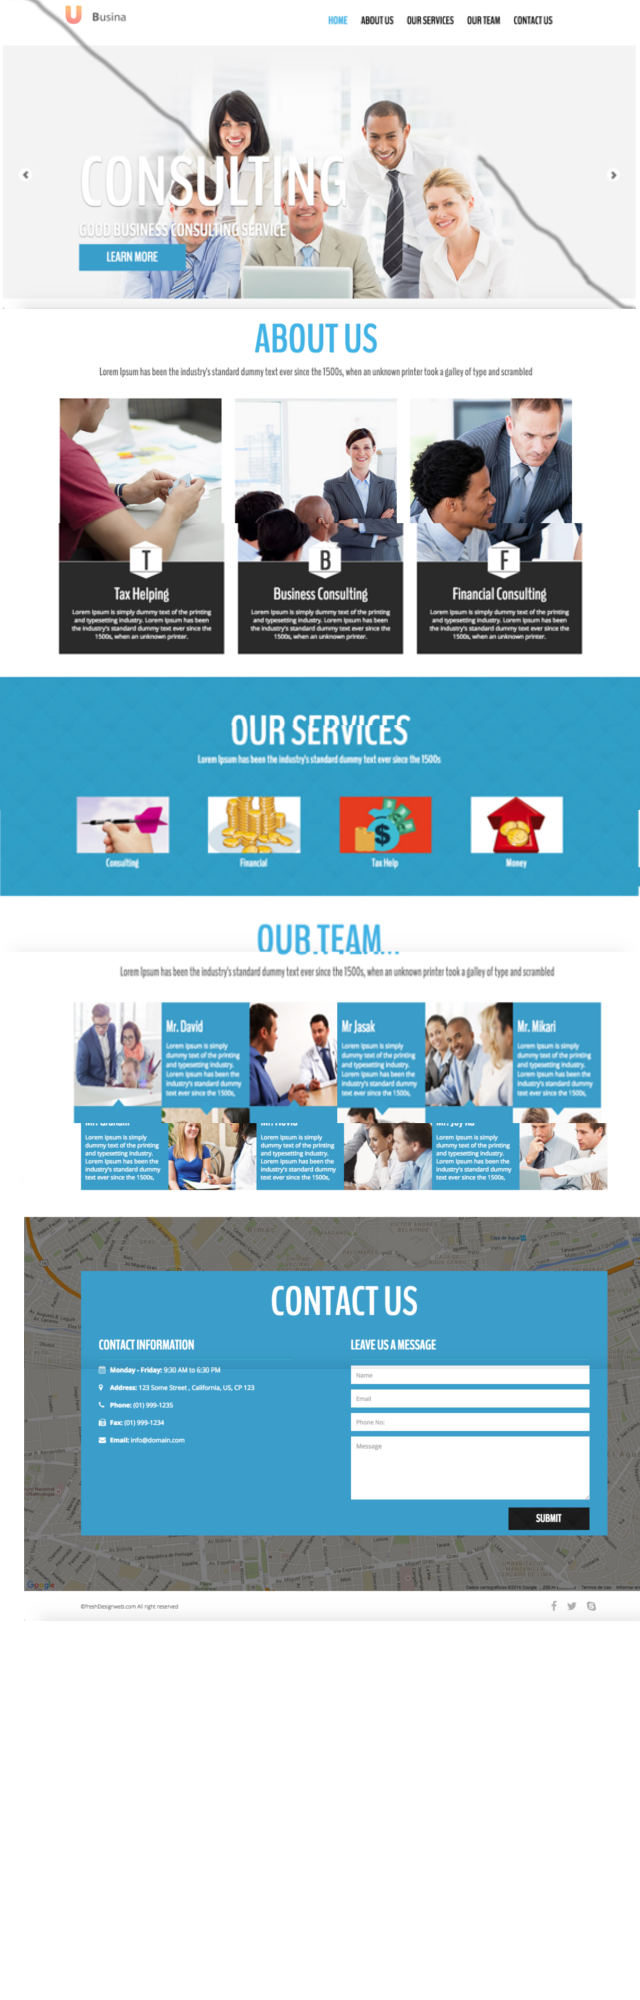 U Busina
HOME ABOUT US OUR SERVICES OUR TEAM CONTACT US
CONSULTING
GOOD BUSINESS CONSULTING SERVICE
LEARN MORE
ABOUT US
Lorem Ipsum has been the industry's standard dummy text ever since the 1500s, when an unknown printer took a galley of type and scrambled
T
Tax Helping
Lorem Ipsum is simply dummy text of the printing
and typesetting industry. Lorem Ipsum has been
the industry's standard dummy text ever since the
1500s, when an unknown printer.
B
Business Consulting
Lorem Ipsum is simply dummy text of the printing
and typesetting industry. Lorem Ipsum has been
the industry's standard dummy text ever since the
1500s, when an unknown printer.
F
Financial Consulting
Lorem Ipsum is simply dummy text of the printing
and typesetting industry. Lorem Ipsum has been
the industry's standard dummy text ever since the
1500s, when an unknown printer.
OUR SERVICES
Lorem Ipsum has been the industry's standard dummy text ever since the 1500s
Consulting
Financial
Tax Help
Money
OUR TEAM
Lorem Ipsum has been the industry's standard dummy text ever since the 1500s, when an unknown printer took a galley of type and scrambled
Mr. David
Lorem Ipsum is simply
dummy text of the printing
and typesetting industry.
Lorem Ipsum has been the
industry's standard dummy
text ever since the 1500s,
Mr Jasak
Lorem Ipsum is simply
dummy text of the printing
and typesetting industry.
Lorem Ipsum has been the
industry's standard dummy
text ever since the 1500s,
Mr. Mikari
Lorem Ipsum is simply
dummy text of the printing
and typesetting industry.
Lorem Ipsum has been the
industry's standard dummy
text ever since the 1500s,
Lorem Ipsum is simply
dummy text of the printing
and typesetting industry.
Lorem Ipsum has been the
industry's standard dummy
text ever since the 1500s,
Lorem Ipsum is simply
dummy text of the printing
and typesetting industry.
Lorem Ipsum has been the
industry's standard dummy
text ever since the 1500s,
Lorem Ipsum is simply
dummy text of the printing
and typesetting industry.
Lorem Ipsum has been the
industry's standard dummy
text ever since the 1500s,
CONTACT US
CONTACT INFORMATION
Monday - Friday: 9:30 AM to 6:30 PM
Address: 123 Some Street , California, US, CP 123
Phone: (01) 999-1235
Fax: (01) 999-1234
Email: info@domain.com
LEAVE US A MESSAGE
Name
Email
Phone No:
Message
SUBMIT
Google
©freshDesignweb.com All right reserved